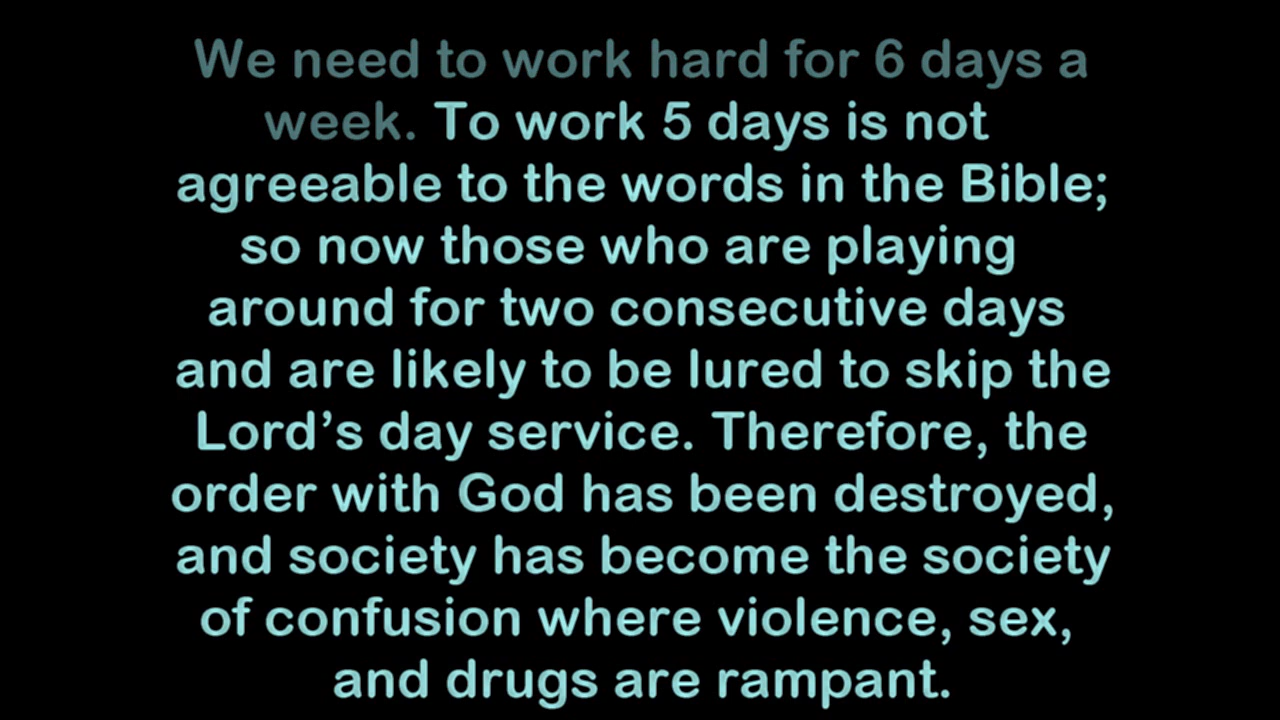 We need to work hard for 6 days a
week. To work 5 days is not
agreeable to the words in the Bible;
so now those who are playing
around for two consecutive days
and are likely to be lured to skip the
Lord’s day service. Therefore, the
order with God has been destroyed,
and society has become the society
of confusion where violence, sex,
and drugs are rampant.